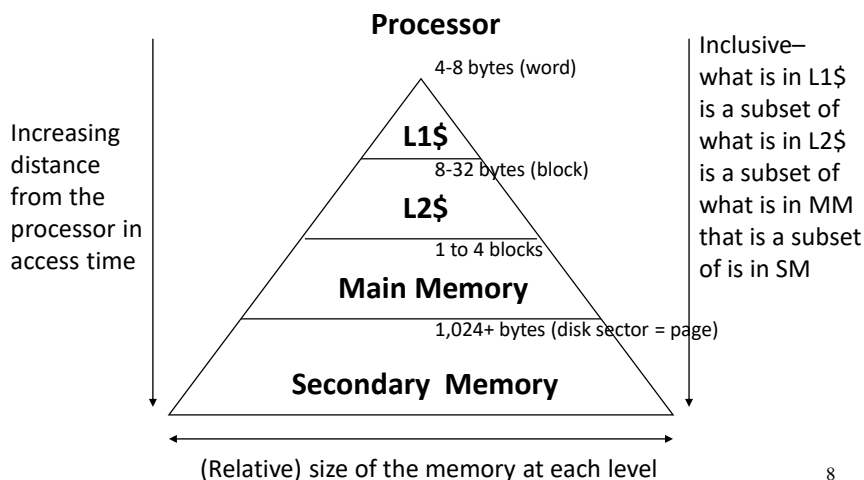 Processor
4-8 bytes (word)
Increasing
distance
from the
processor in
access time
L1$
8-32 bytes (block)
L2$
1 to 4 blocks
Main Memory
1,024+ bytes (disk sector = page)
Secondary Memory
Inclusive–
what is in L1$
is a subset of
what is in L2$
is a subset of
what is in MM
that is a subset
of is in SM
(Relative) size of the memory at each level
8